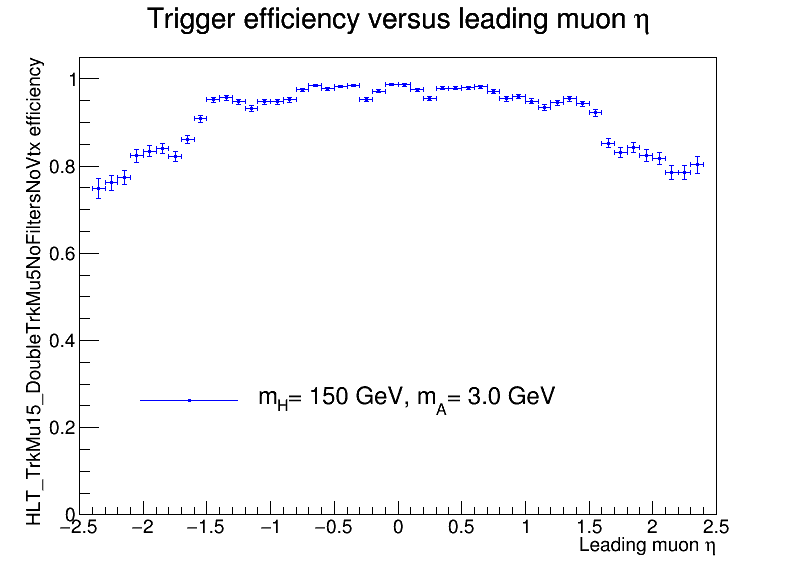 Trigger efficiency versus leading muon η
HLT_TrkMu15_DoubleTrkMu5NoFiltersNoVtx efficiency
1
0.8
0.6
0.4
0.2
0
mH= 150 GeV, mA= 3.0 GeV
−2.5 −2 −1.5 −1 −0.5 0 0.5 1 1.5 2 2.5
Leading muon η